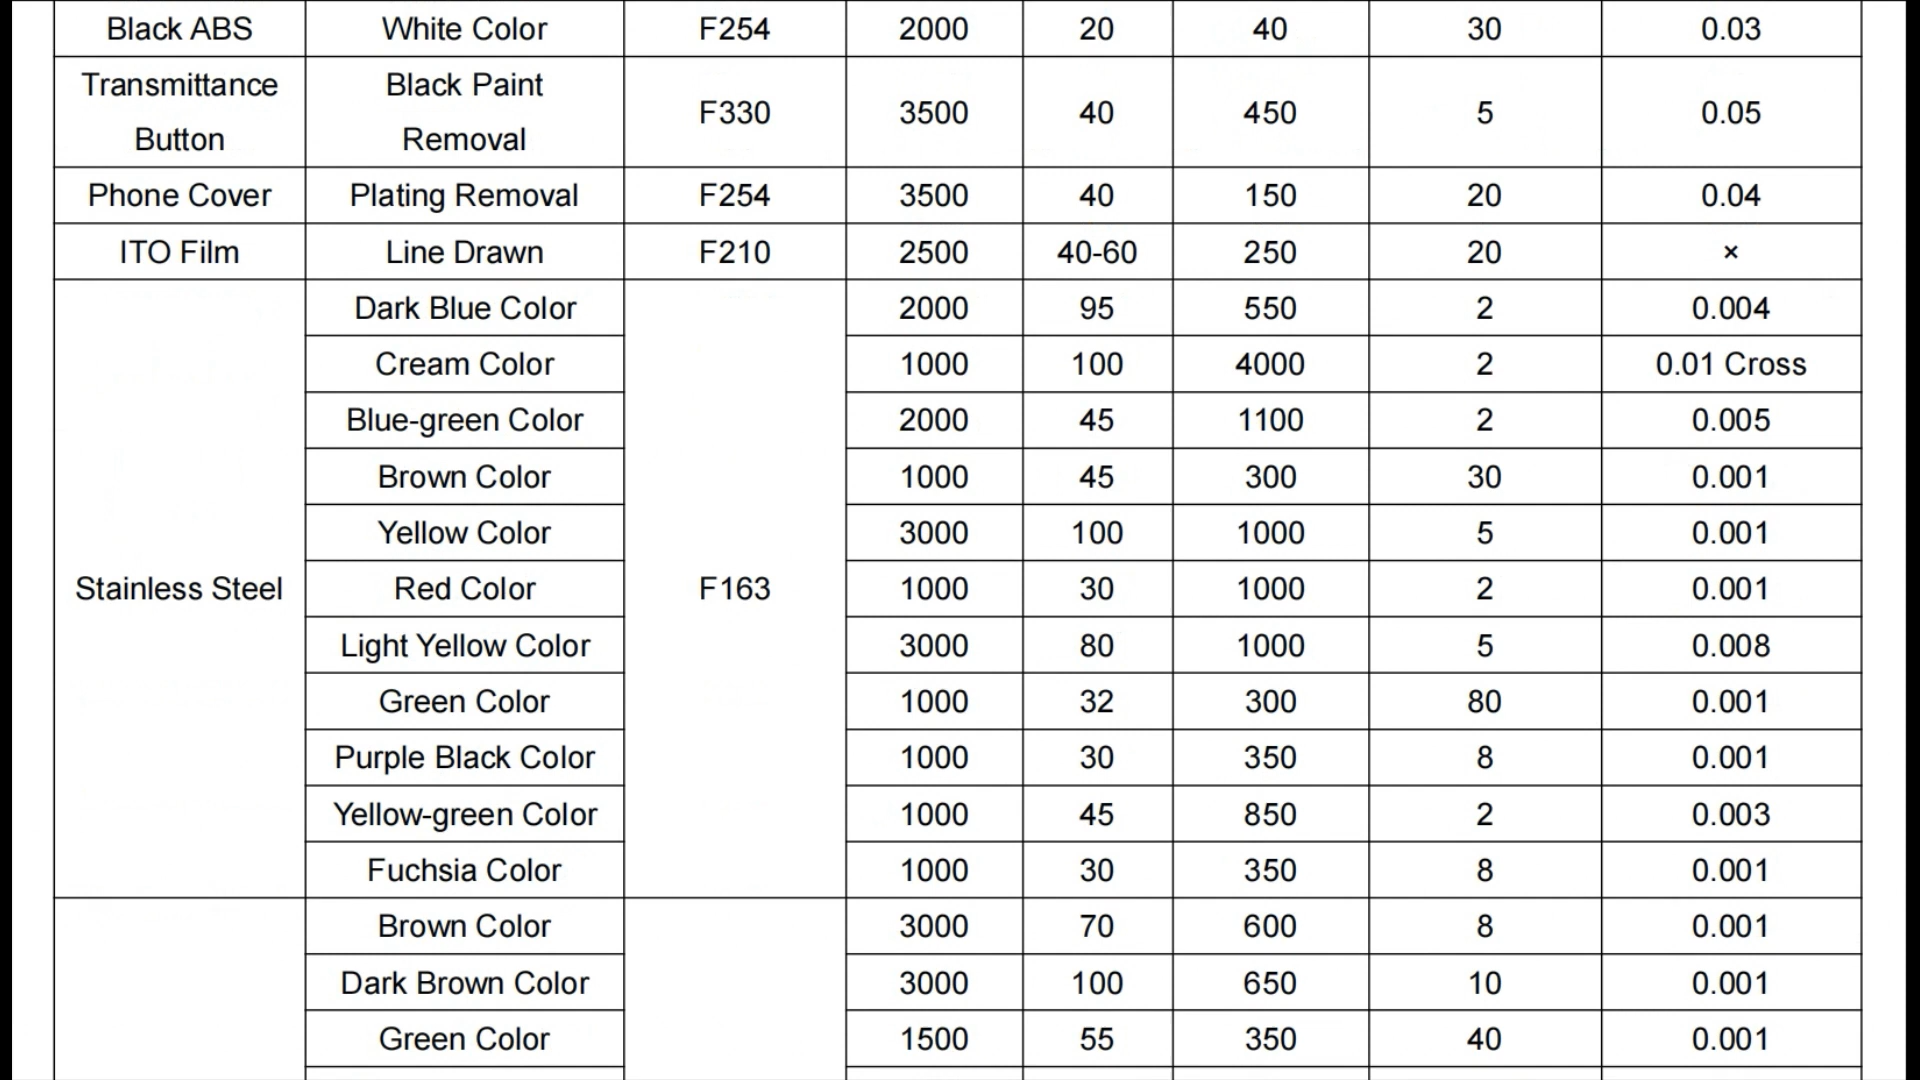 Black ABS White Color F254 2000 20 40 30 0.03
Transmittance Button Black Paint Removal F330 3500 40 450 5 0.05
Phone Cover Plating Removal F254 3500 40 150 20 0.04
ITO Film Line Drawn F210 2500 40-60 250 20 ×
Stainless Steel Dark Blue Color F163 2000 95 550 2 0.004
Cream Color 1000 100 4000 2 0.01 Cross
Blue-green Color 2000 45 1100 2 0.005
Brown Color 1000 45 300 30 0.001
Yellow Color 3000 100 1000 5 0.001
Red Color 1000 30 1000 2 0.001
Light Yellow Color 3000 80 1000 5 0.008
Green Color 1000 32 300 80 0.001
Purple Black Color 1000 30 350 8 0.001
Yellow-green Color 1000 45 850 2 0.003
Fuchsia Color 1000 30 350 8 0.001
Brown Color 3000 70 600 8 0.001
Dark Brown Color 3000 100 650 10 0.001
Green Color 1500 55 350 40 0.001